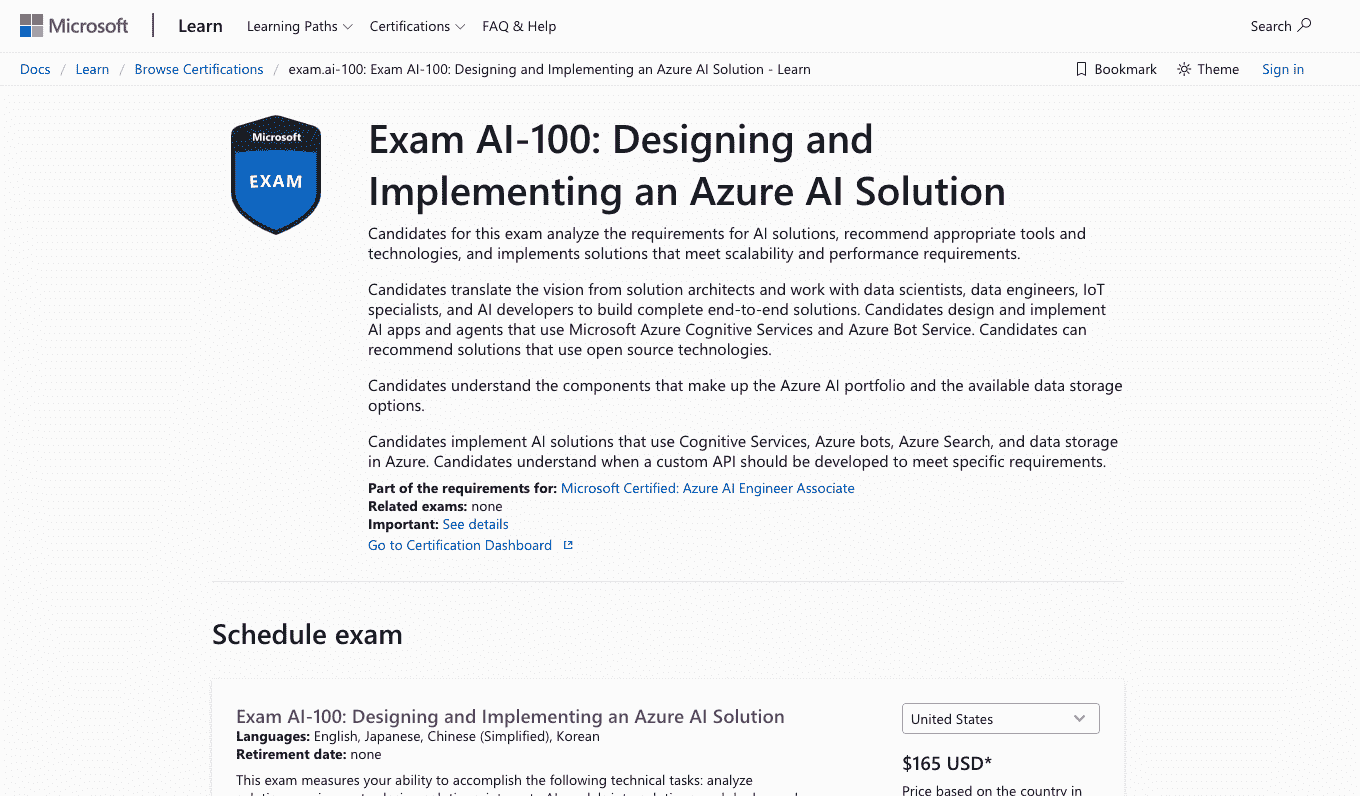 Microsoft Learn Learning Paths Certifications FAQ & Help Search
Docs / Learn / Browse Certifications / exam.ai-100: Exam AI-100: Designing and Implementing an Azure AI Solution - Learn Bookmark Theme Sign in
Microsoft
EXAM
Exam AI-100: Designing and
Implementing an Azure AI Solution
Candidates for this exam analyze the requirements for AI solutions, recommend appropriate tools and
technologies, and implements solutions that meet scalability and performance requirements.
Candidates translate the vision from solution architects and work with data scientists, data engineers, IoT
specialists, and AI developers to build complete end-to-end solutions. Candidates design and implement
AI apps and agents that use Microsoft Azure Cognitive Services and Azure Bot Service. Candidates can
recommend solutions that use open source technologies.
Candidates understand the components that make up the Azure AI portfolio and the available data storage
options.
Candidates implement AI solutions that use Cognitive Services, Azure bots, Azure Search, and data storage
in Azure. Candidates understand when a custom API should be developed to meet specific requirements.
Part of the requirements for: Microsoft Certified: Azure AI Engineer Associate
Related exams: none
Important: See details
Go to Certification Dashboard
Schedule exam
Exam AI-100: Designing and Implementing an Azure AI Solution
Languages: English, Japanese, Chinese (Simplified), Korean
Retirement date: none
This exam measures your ability to accomplish the following technical tasks: analyze
United States
$165 USD*
Price based on the country in